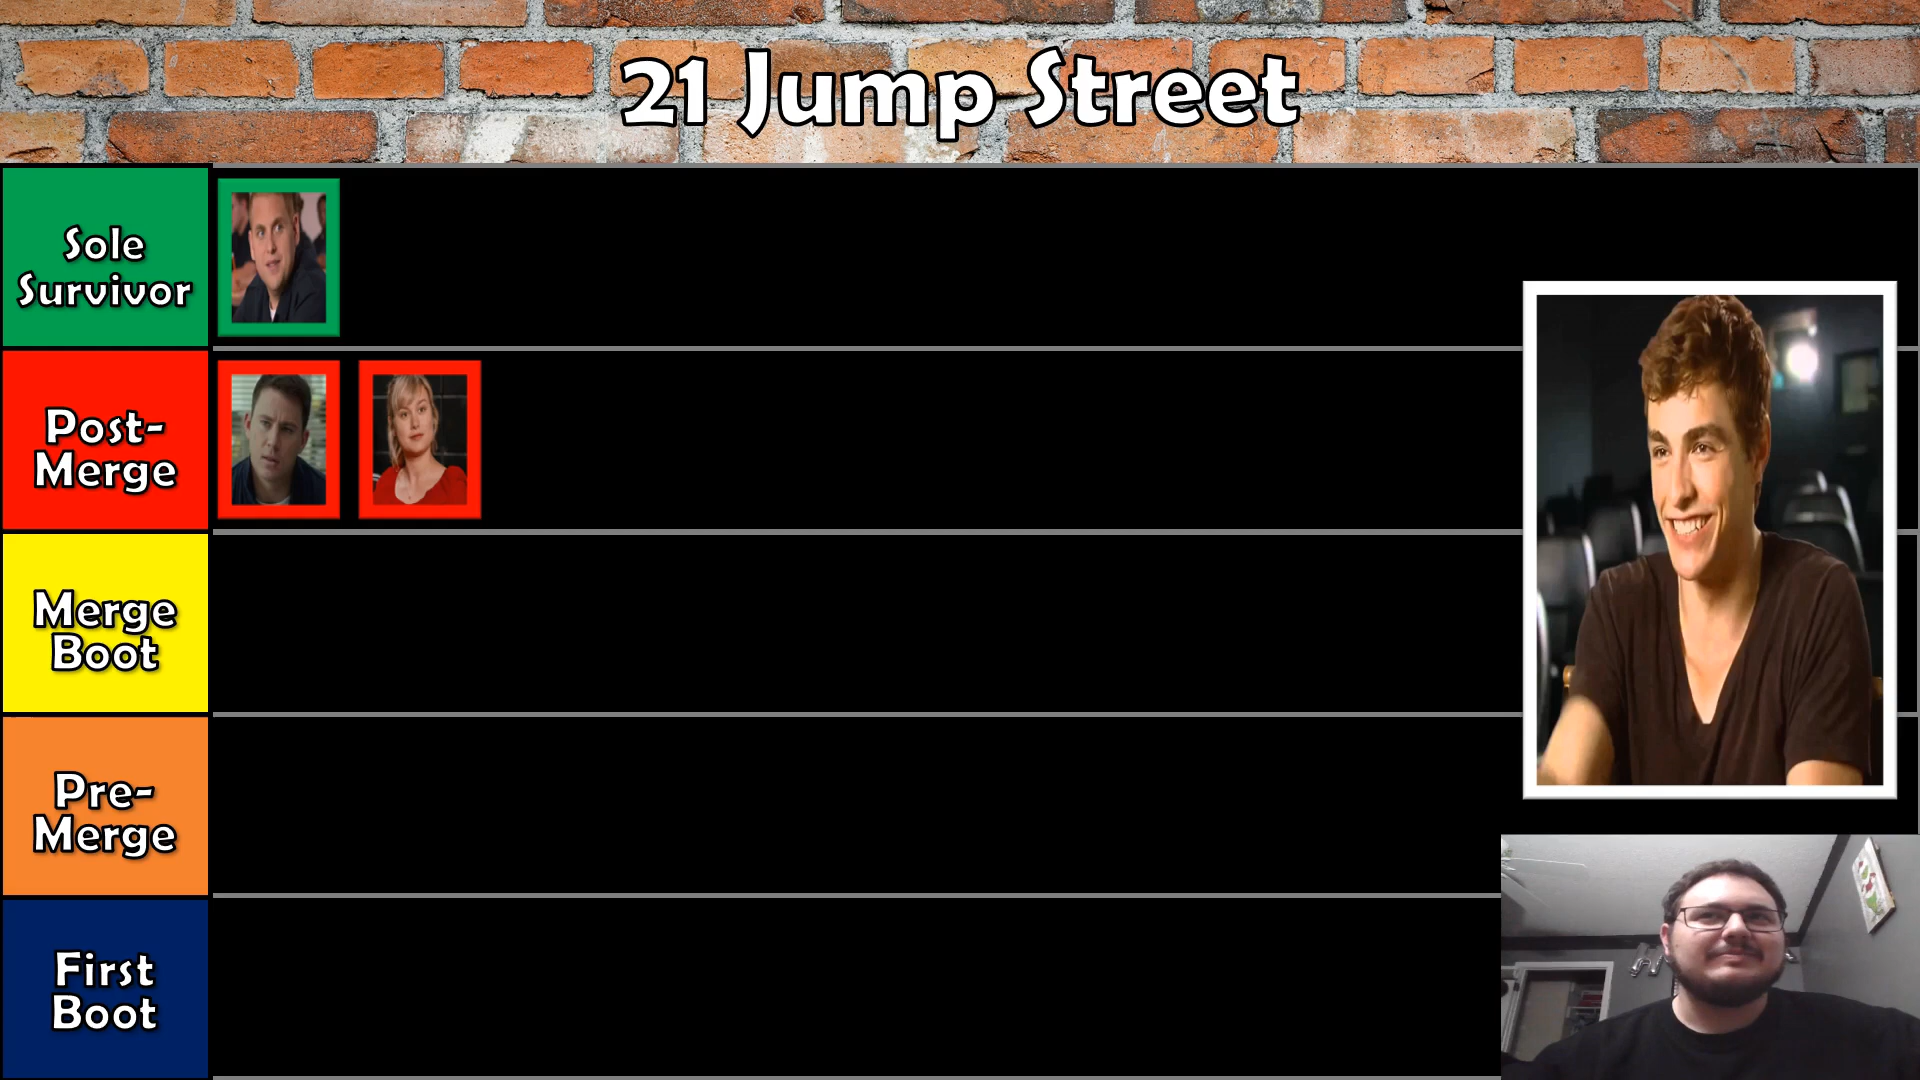 21 Jump Street
Sole
Survivor
Post-
Merge
Merge
Boot
Pre-
Merge
First
Boot